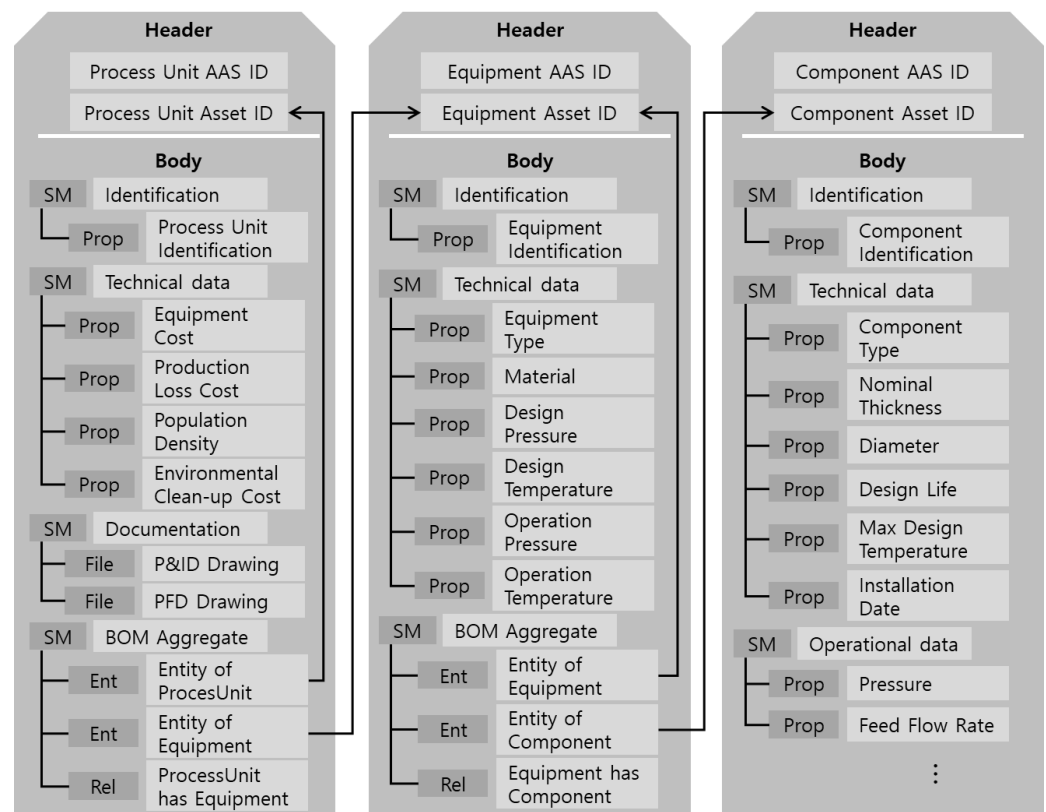 Header
Process Unit AAS ID
Process Unit Asset ID
Body
SM Identification
Prop Process Unit
Identification
SM Technical data
Prop Equipment
Cost
Prop Production
Loss Cost
Prop Population
Density
Prop Environmental
Clean-up Cost
SM Documentation
File P&ID Drawing
File PFD Drawing
SM BOM Aggregate
Ent Entity of
ProcesUnit
Ent Entity of
Equipment
Rel ProcessUnit
has Equipment
Header
Equipment AAS ID
Equipment Asset ID
Body
SM Identification
Prop Equipment
Identification
SM Technical data
Prop Equipment
Type
Prop Material
Prop Design
Pressure
Prop Design
Temperature
Prop Operation
Pressure
Prop Operation
Temperature
SM BOM Aggregate
Ent Entity of
Equipment
Ent Entity of
Component
Rel Equipment has
Component
Header
Component AAS ID
Component Asset ID
Body
SM Identification
Prop Component
Identification
SM Technical data
Prop Component
Type
Prop Nominal
Thickness
Prop Diameter
Prop Design Life
Prop Max Design
Temperature
Prop Installation
Date
SM Operational data
Prop Pressure
Prop Feed Flow Rate
⋮